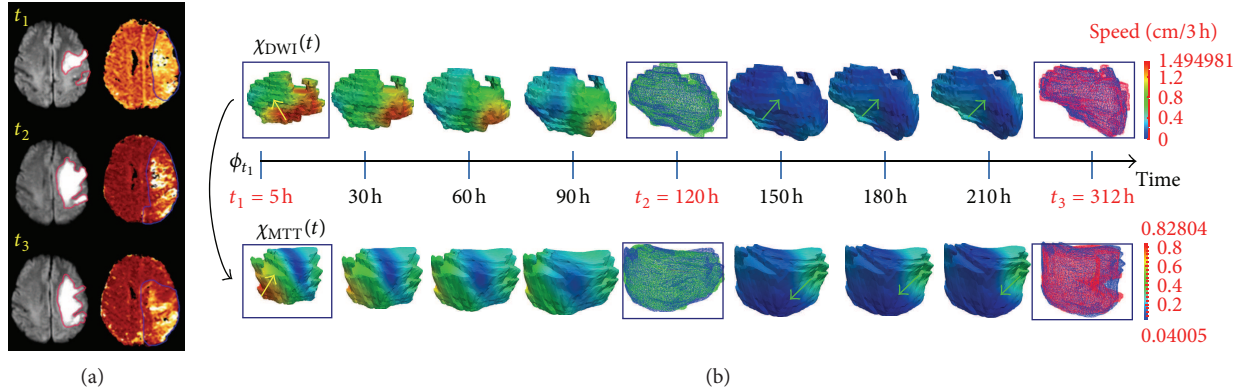 t₁
t₂
t₃
(a)
χDWI(t)
Speed (cm/3 h)
1.494981
1.2
0.8
0.4
0
ϕt₁
Time
t₁ = 5 h
30 h
60 h
90 h
t₂ = 120 h
150 h
180 h
210 h
t₃ = 312 h
χMTT(t)
0.82804
0.8
0.6
0.4
0.2
0.04005
(b)